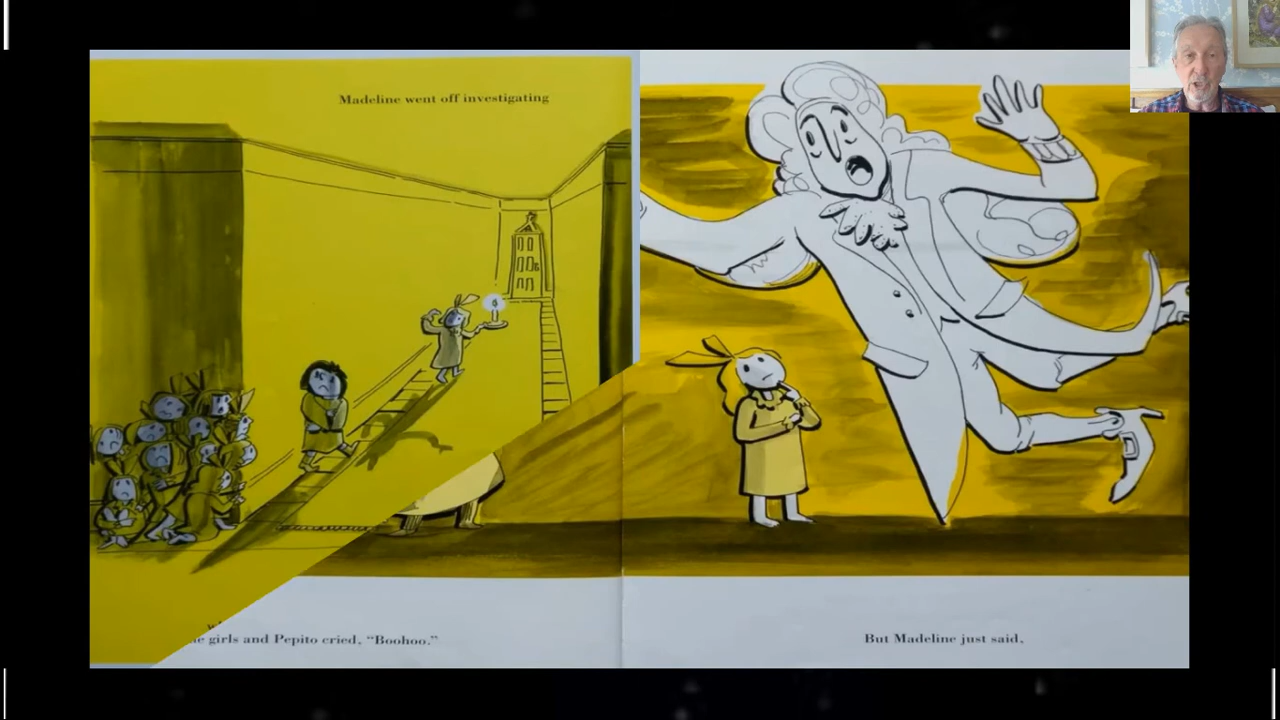 Madeline went off investigating
girls and Pepito cried, “Boohoo.”
But Madeline just said,